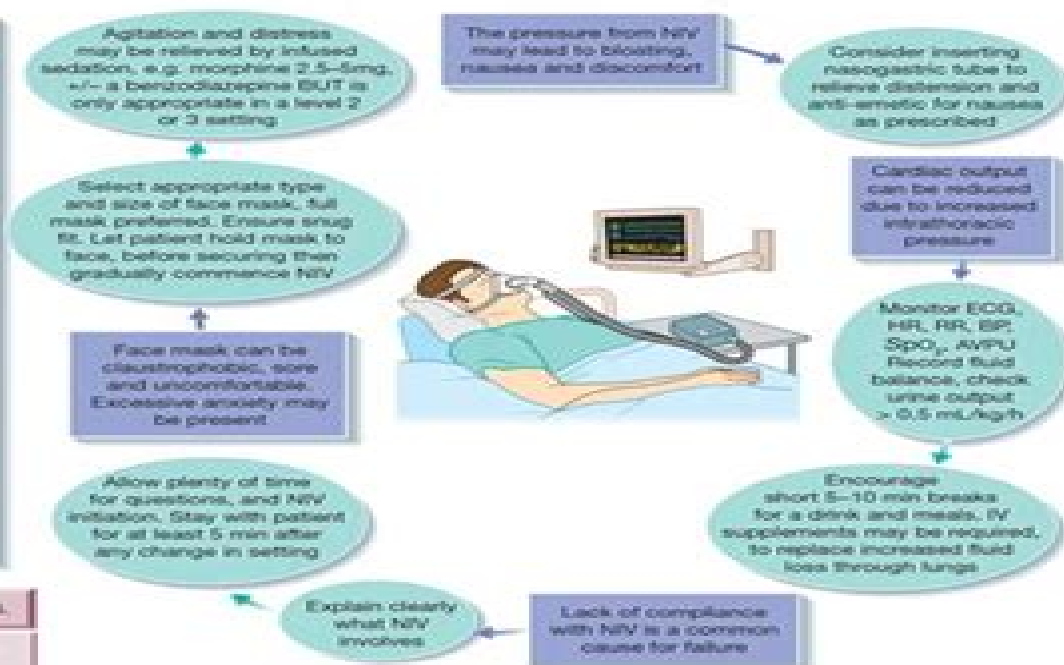 Agitation and distress
may be relieved by infused
sedation, e.g. morphine 2.5–5mg,
+/– a benzodiazepine BUT is
only appropriate in a level 2
or 3 setting
Select appropriate type
and size of face mask, full
mask preferred. Ensure snug
fit. Let patient hold mask to
face, before securing then
gradually commence NIV
Face mask can be
claustrophobic, sore
and uncomfortable.
Excessive anxiety may
be present
Allow plenty of time
for questions, and NIV
initiation. Stay with patient
for at least 5 min after
any change in setting
Explain clearly
what NIV
involves
Lack of compliance
with NIV is a common
cause for failure
The pressure from NIV
may lead to bloating,
nausea and discomfort
Consider inserting
nasogastric tube to
relieve distension and
anti-emetic for nausea
as prescribed
Cardiac output
can be reduced
due to increased
intrathoracic
pressure
Monitor ECG,
HR, RR, BP,
SpO₂, AVPU
Record fluid
balance, check
urine output
> 0.5 mL/kg/h
Encourage
short 5–10 min breaks
for a drink and meals. IV
supplements may be required,
to replace increased fluid
loss through lungs